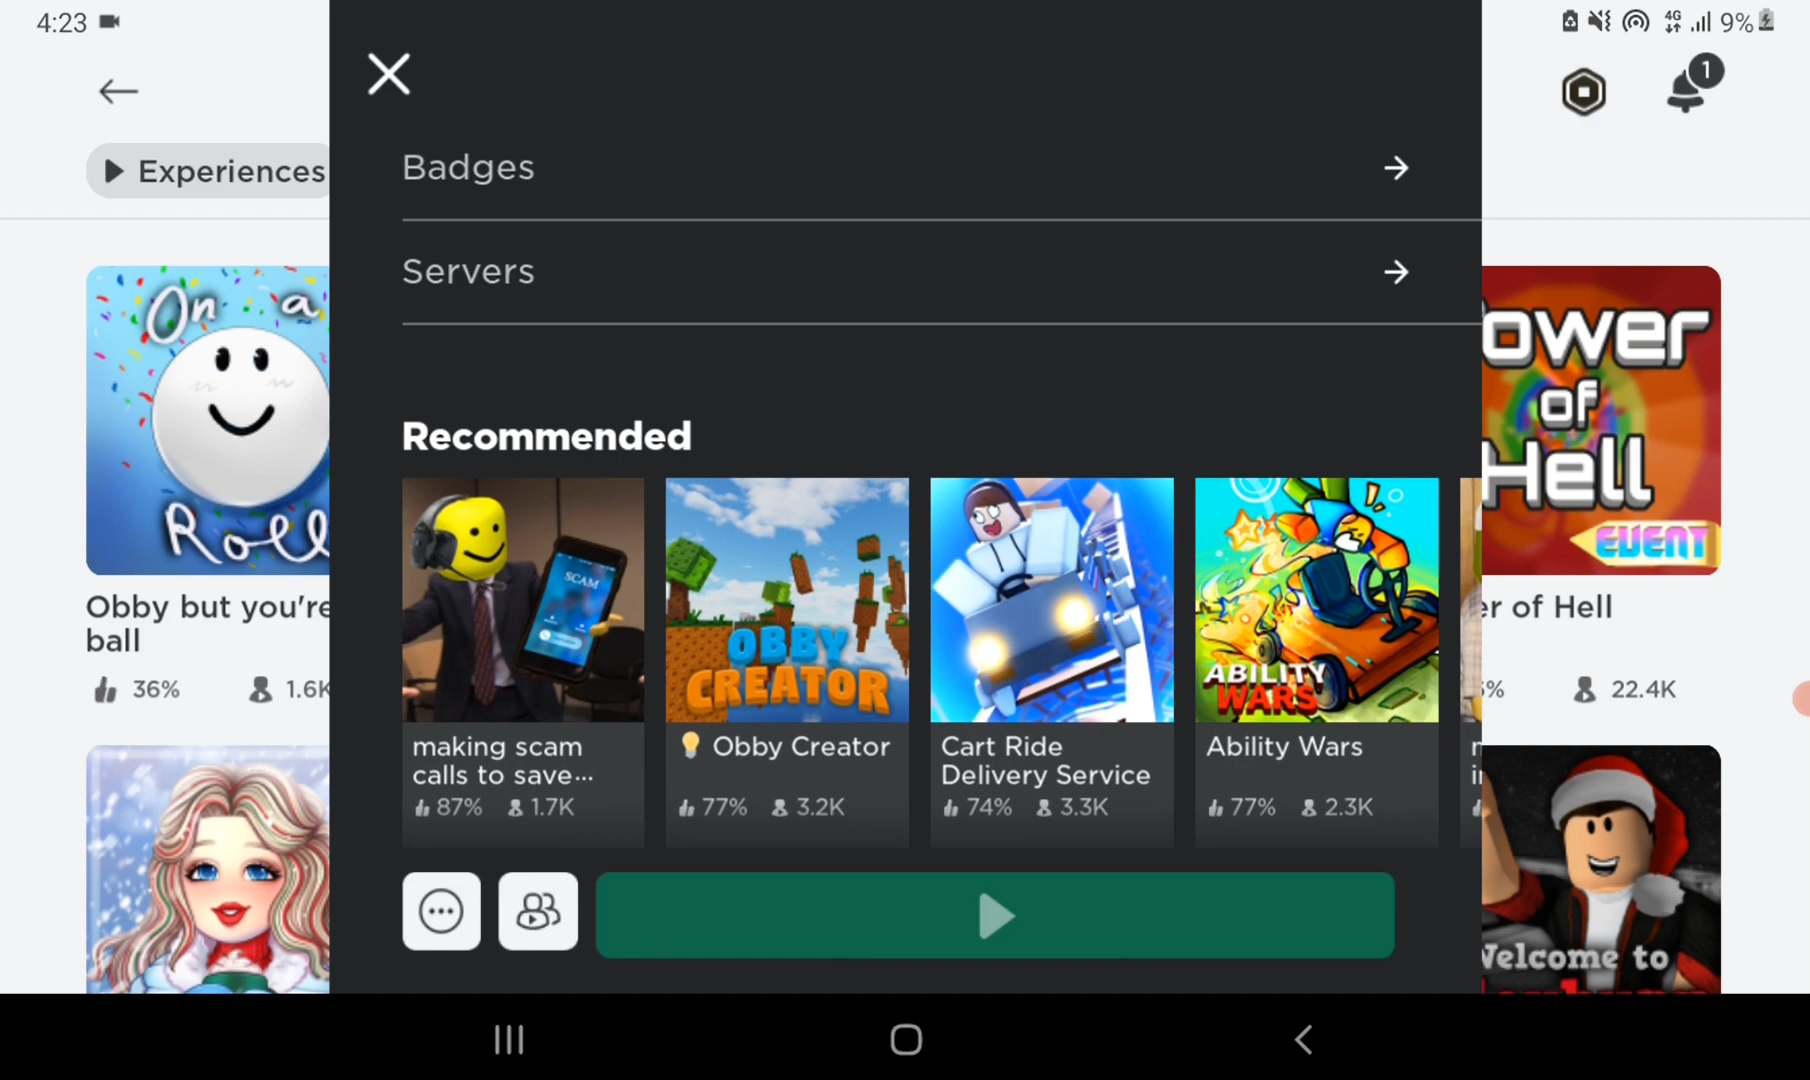 4:23
4G
9%
1
Experiences
Badges
Servers
On a
Roll
ower
of
Hell
EVENT
Obby but you're
ball
36%
1.6K
er of Hell
%
22.4K
Recommended
SCAM
OBBY
CREATOR
ABILITY
WARS
making scam
calls to save...
87%
1.7K
Obby Creator
77%
3.2K
Cart Ride
Delivery Service
74%
3.3K
Ability Wars
77%
2.3K
Welcome to